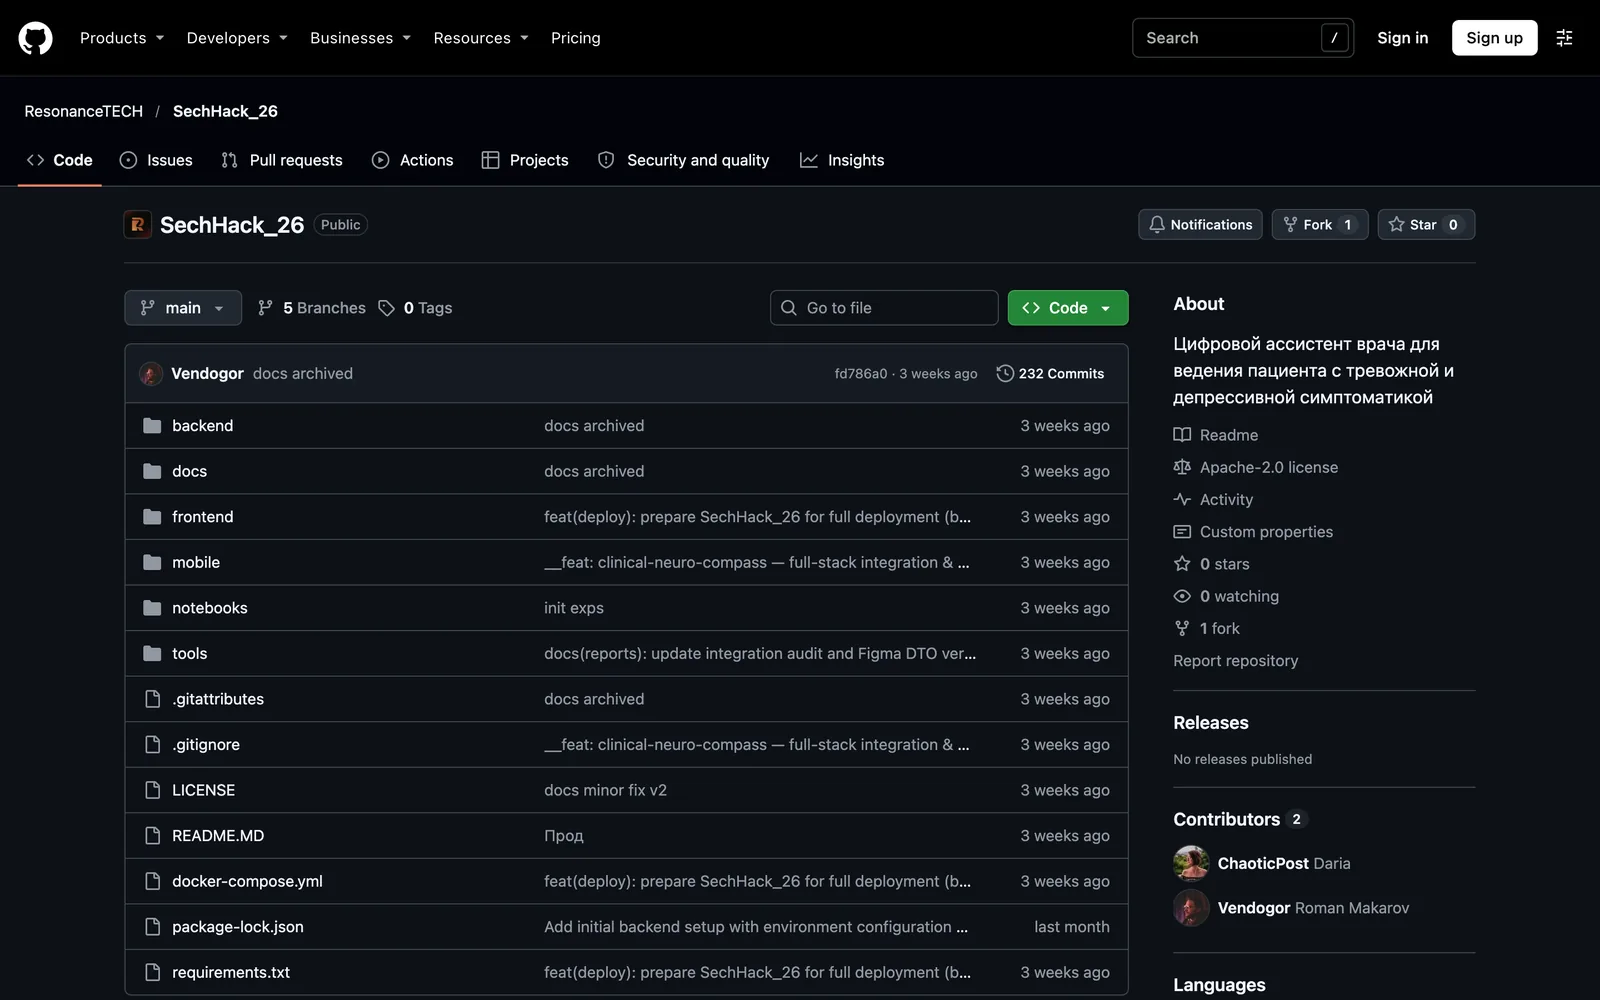 Products Developers Businesses Resources Pricing Search / Sign in Sign up
ResonanceTECH / SechHack_26
Code Issues Pull requests Actions Projects Security and quality Insights
SechHack_26 Public Notifications Fork 1 Star 0
main 5 Branches 0 Tags Go to file Code
Vendogor docs archived fd786a0 · 3 weeks ago 232 Commits
backend docs archived 3 weeks ago
docs docs archived 3 weeks ago
frontend feat(deploy): prepare SechHack_26 for full deployment (b... 3 weeks ago
mobile __feat: clinical-neuro-compass — full-stack integration & ... 3 weeks ago
notebooks init exps 3 weeks ago
tools docs(reports): update integration audit and Figma DTO ver... 3 weeks ago
.gitattributes docs archived 3 weeks ago
.gitignore __feat: clinical-neuro-compass — full-stack integration & ... 3 weeks ago
LICENSE docs minor fix v2 3 weeks ago
README.MD Прод 3 weeks ago
docker-compose.yml feat(deploy): prepare SechHack_26 for full deployment (b... 3 weeks ago
package-lock.json Add initial backend setup with environment configuration ... last month
requirements.txt feat(deploy): prepare SechHack_26 for full deployment (b... 3 weeks ago
About
Цифровой ассистент врача для
ведения пациента с тревожной и
депрессивной симптоматикой
Readme
Apache-2.0 license
Activity
Custom properties
0 stars
0 watching
1 fork
Report repository
Releases
No releases published
Contributors 2
ChaoticPost Daria
Vendogor Roman Makarov
Languages